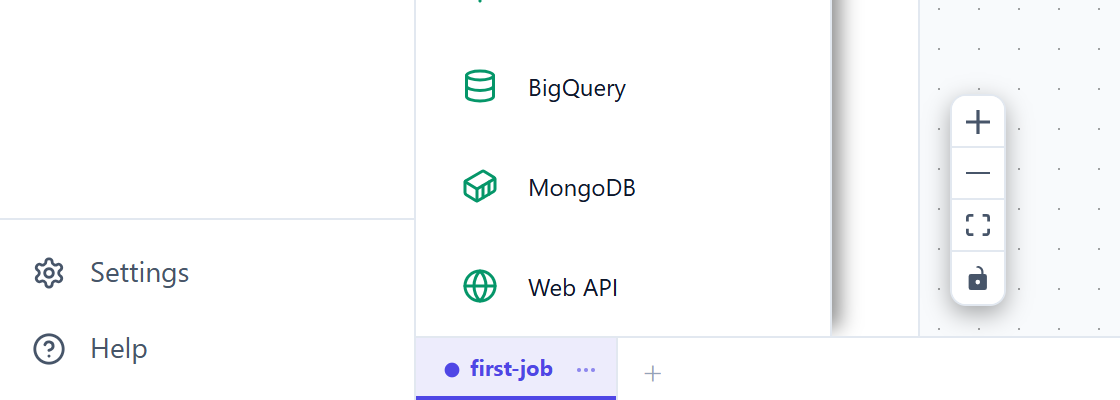 BigQuery
MongoDB
Web API
Settings
Help
first-job